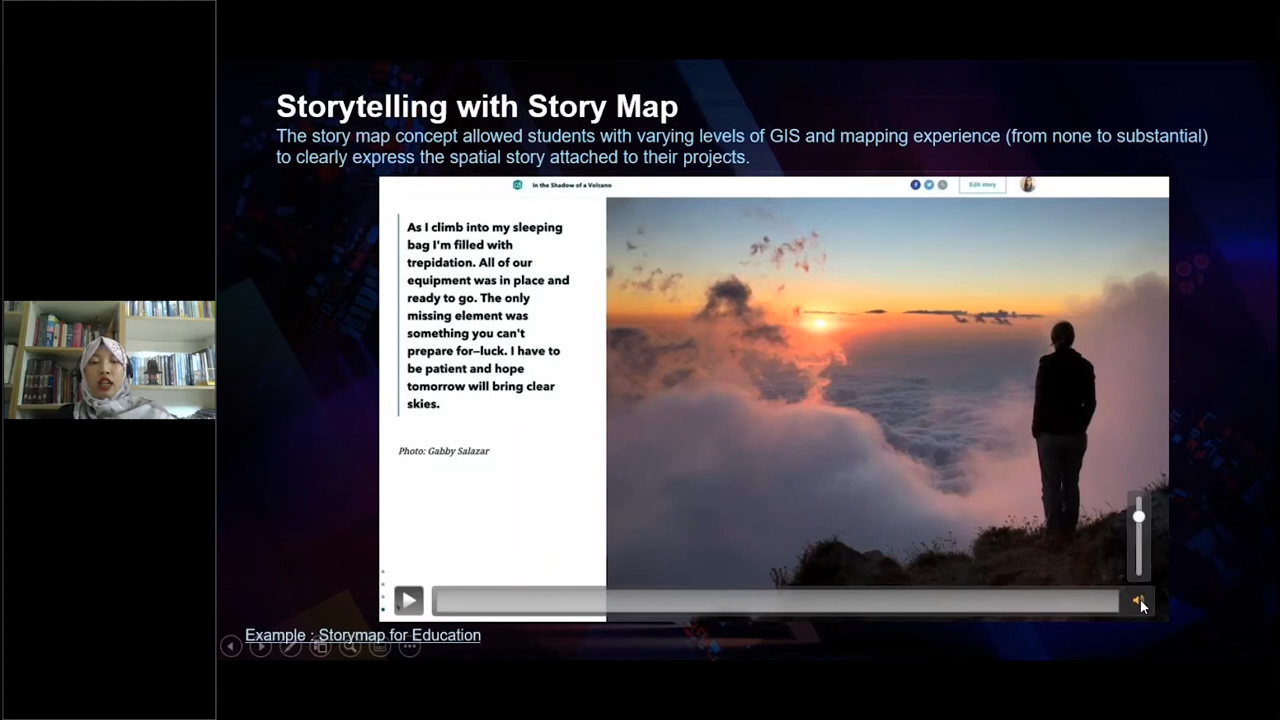 Storytelling with Story Map
The story map concept allowed students with varying levels of GIS and mapping experience (from none to substantial)
to clearly express the spatial story attached to their projects.
In the Shadow of a Volcano
Edit story
As I climb into my sleeping
bag I'm filled with
trepidation. All of our
equipment was in place and
ready to go. The only
missing element was
something you can't
prepare for—luck. I have to
be patient and hope
tomorrow will bring clear
skies.
Photo: Gabby Salazar
Example : Storymap for Education